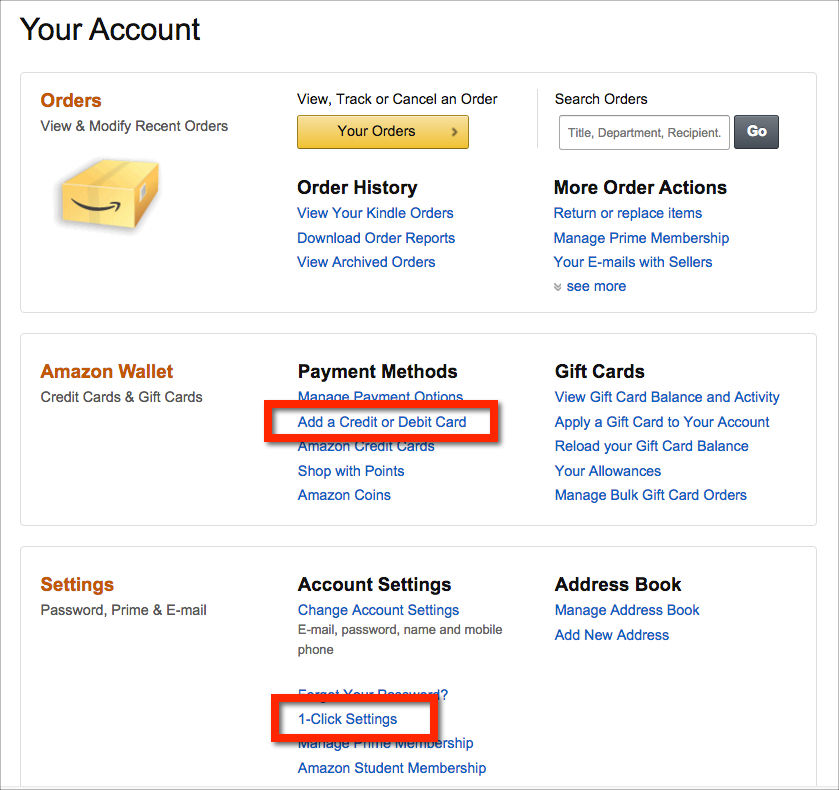 Your Account
Orders
View & Modify Recent Orders
View, Track or Cancel an Order
Your Orders
Search Orders
Title, Department, Recipient.
Go
Order History
View Your Kindle Orders
Download Order Reports
View Archived Orders
More Order Actions
Return or replace items
Manage Prime Membership
Your E-mails with Sellers
see more
Amazon Wallet
Credit Cards & Gift Cards
Payment Methods
Manage Payment Options
Add a Credit or Debit Card
Amazon Credit Cards
Shop with Points
Amazon Coins
Gift Cards
View Gift Card Balance and Activity
Apply a Gift Card to Your Account
Reload your Gift Card Balance
Your Allowances
Manage Bulk Gift Card Orders
Settings
Password, Prime & E-mail
Account Settings
Change Account Settings
E-mail, password, name and mobile
phone
Forgot Your Password?
1-Click Settings
Manage Prime Membership
Amazon Student Membership
Address Book
Manage Address Book
Add New Address